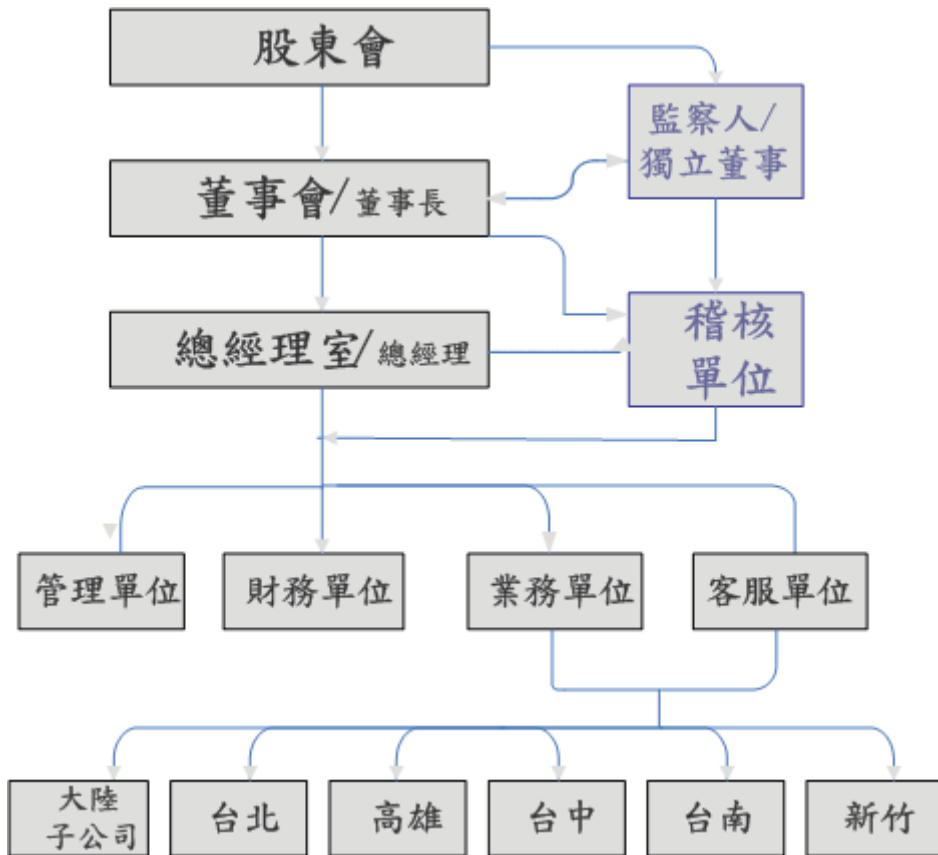 股東會
監察人/
獨立董事
董事會/董事長
稽核
單位
總經理室/總經理
管理單位
財務單位
業務單位
客服單位
大陸
子公司
台北
高雄
台中
台南
新竹